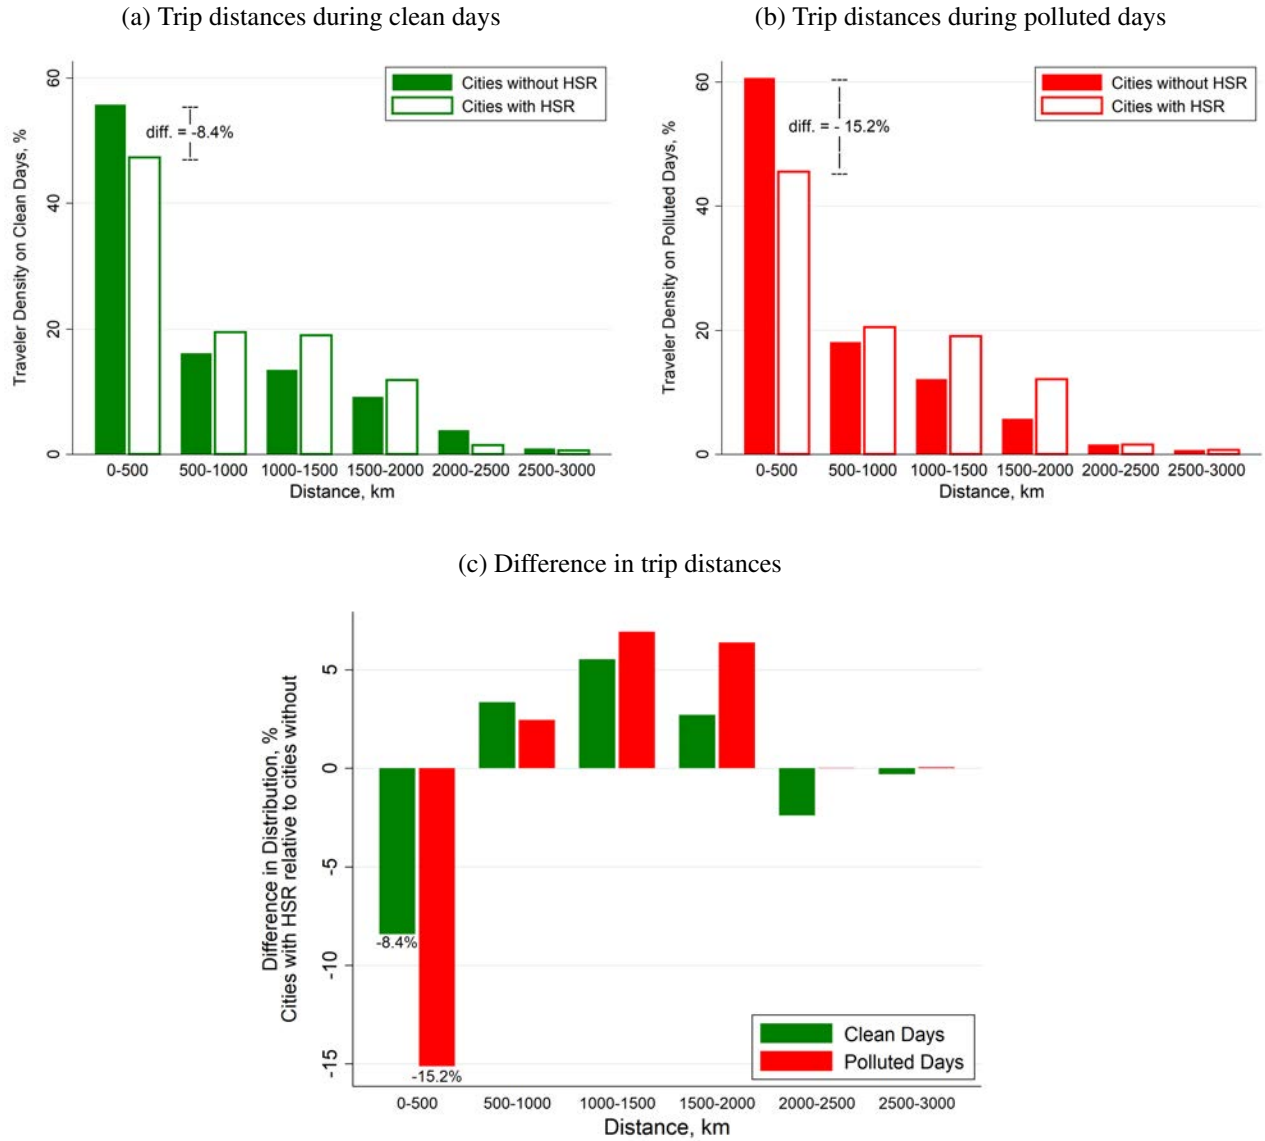 (a) Trip distances during clean days
Traveler Density on Clean Days, %
60
40
20
0
diff. = -8.4%
Cities without HSR
Cities with HSR
0-500 500-1000 1000-1500 1500-2000 2000-2500 2500-3000
Distance, km
(b) Trip distances during polluted days
Traveler Density on Polluted Days, %
60
40
20
0
diff. = - 15.2%
Cities without HSR
Cities with HSR
0-500 500-1000 1000-1500 1500-2000 2000-2500 2500-3000
Distance, km
(c) Difference in trip distances
Difference in Distribution, %
Cities with HSR relative to cities without
5
0
-5
-10
-15
-8.4%
-15.2%
Clean Days
Polluted Days
0-500 500-1000 1000-1500 1500-2000 2000-2500 2500-3000
Distance, km